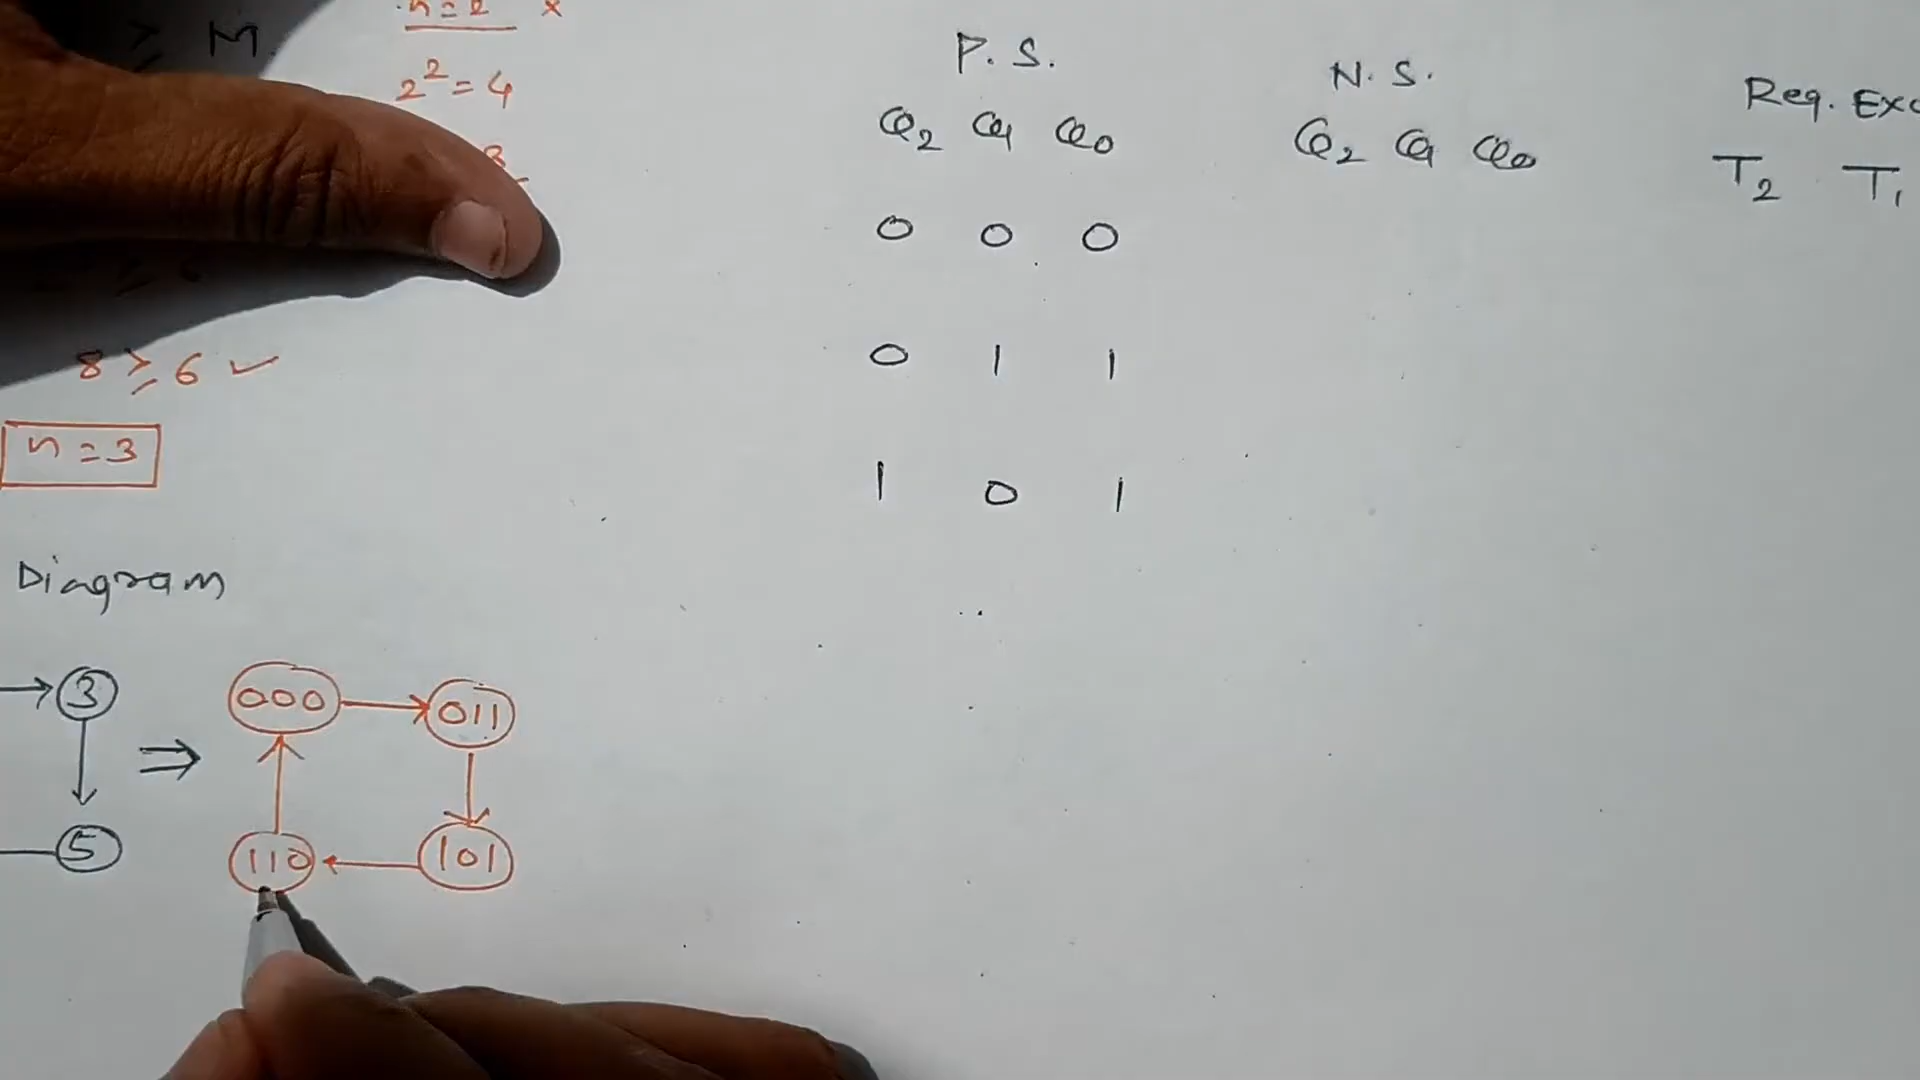 ≥ M
n=2 ×
2² = 4
8 ≥ 6 ✓
n = 3
Diagram
→ 3 ⇒ 000 → 011
5 110 ← 101
P. S. N. S. Req. Exc
Q₂ Q₁ Q₀ Q₂ Q₁ Q₀ T₂ T₁
0 0 0
0 1 1
1 0 1